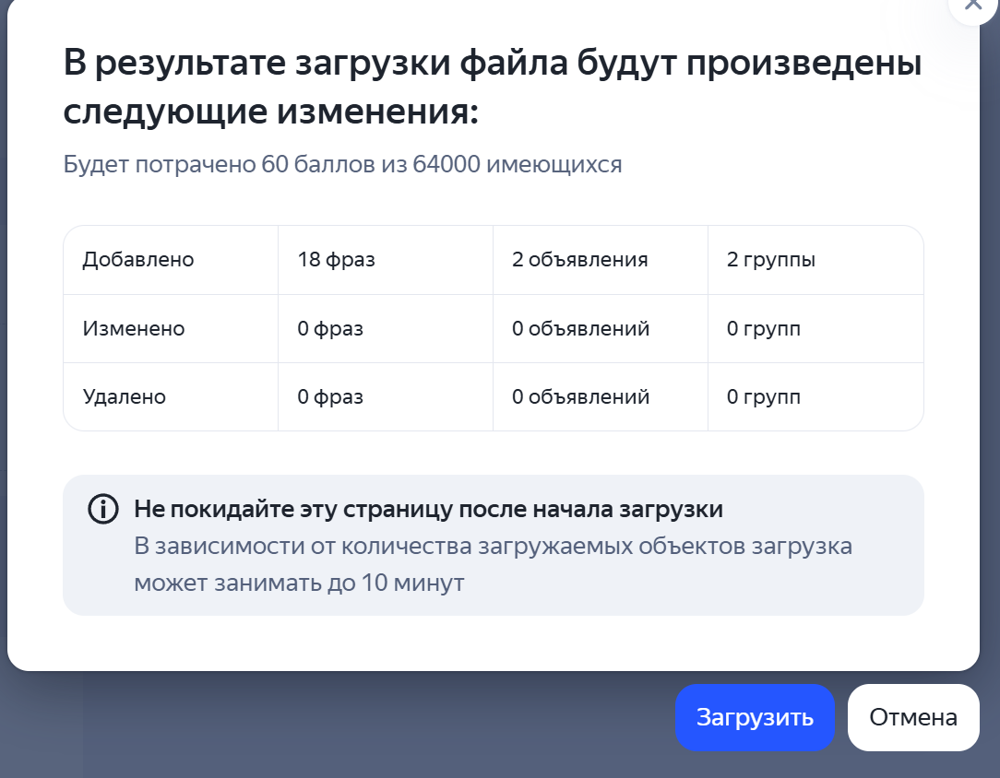 В результате загрузки файла будут произведены
следующие изменения:
Будет потрачено 60 баллов из 64000 имеющихся
Добавлено 18 фраз 2 объявления 2 группы
Изменено 0 фраз 0 объявлений 0 групп
Удалено 0 фраз 0 объявлений 0 групп
Не покидайте эту страницу после начала загрузки
В зависимости от количества загружаемых объектов загрузка
может занимать до 10 минут
Загрузить Отмена